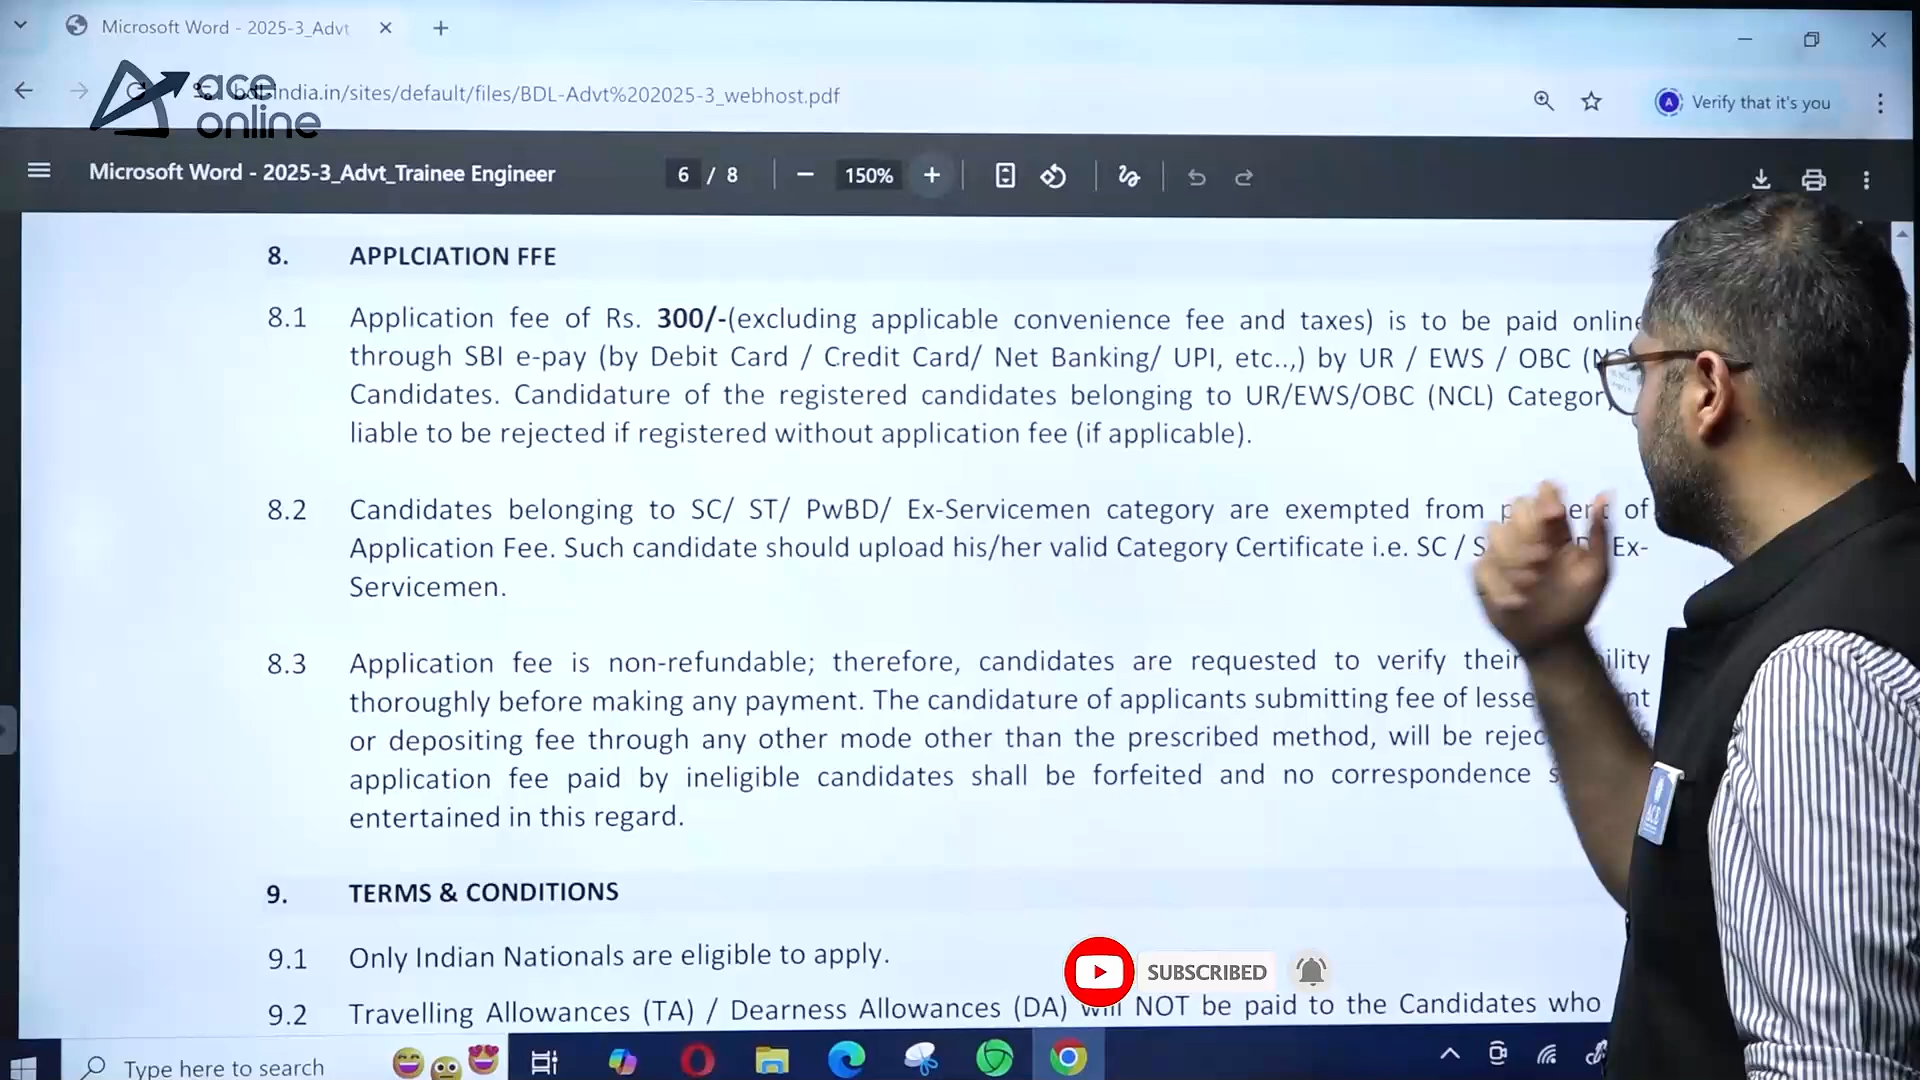 Microsoft Word - 2025-3_Advt
ace
online
bdl-india.in/sites/default/files/BDL-Advt%202025-3_webhost.pdf
A
Verify that it's you
Microsoft Word - 2025-3_Advt_Trainee Engineer
6 / 8
150%
8. APPLCIATION FFE
8.1 Application fee of Rs. 300/-(excluding applicable convenience fee and taxes) is to be paid online
through SBI e-pay (by Debit Card / Credit Card/ Net Banking/ UPI, etc..,) by UR / EWS / OBC
Candidates. Candidature of the registered candidates belonging to UR/EWS/OBC (NCL) Category
liable to be rejected if registered without application fee (if applicable).
8.2 Candidates belonging to SC/ ST/ PwBD/ Ex-Servicemen category are exempted from of
Application Fee. Such candidate should upload his/her valid Category Certificate i.e. SC / Ex-
Servicemen.
8.3 Application fee is non-refundable; therefore, candidates are requested to verify their
thoroughly before making any payment. The candidature of applicants submitting fee of
or depositing fee through any other mode other than the prescribed method, will be
application fee paid by ineligible candidates shall be forfeited and no correspondence
entertained in this regard.
9. TERMS & CONDITIONS
9.1 Only Indian Nationals are eligible to apply.
SUBSCRIBED
9.2 Travelling Allowances (TA) / Dearness Allowances (DA) will NOT be paid to the Candidates who
Type here to search